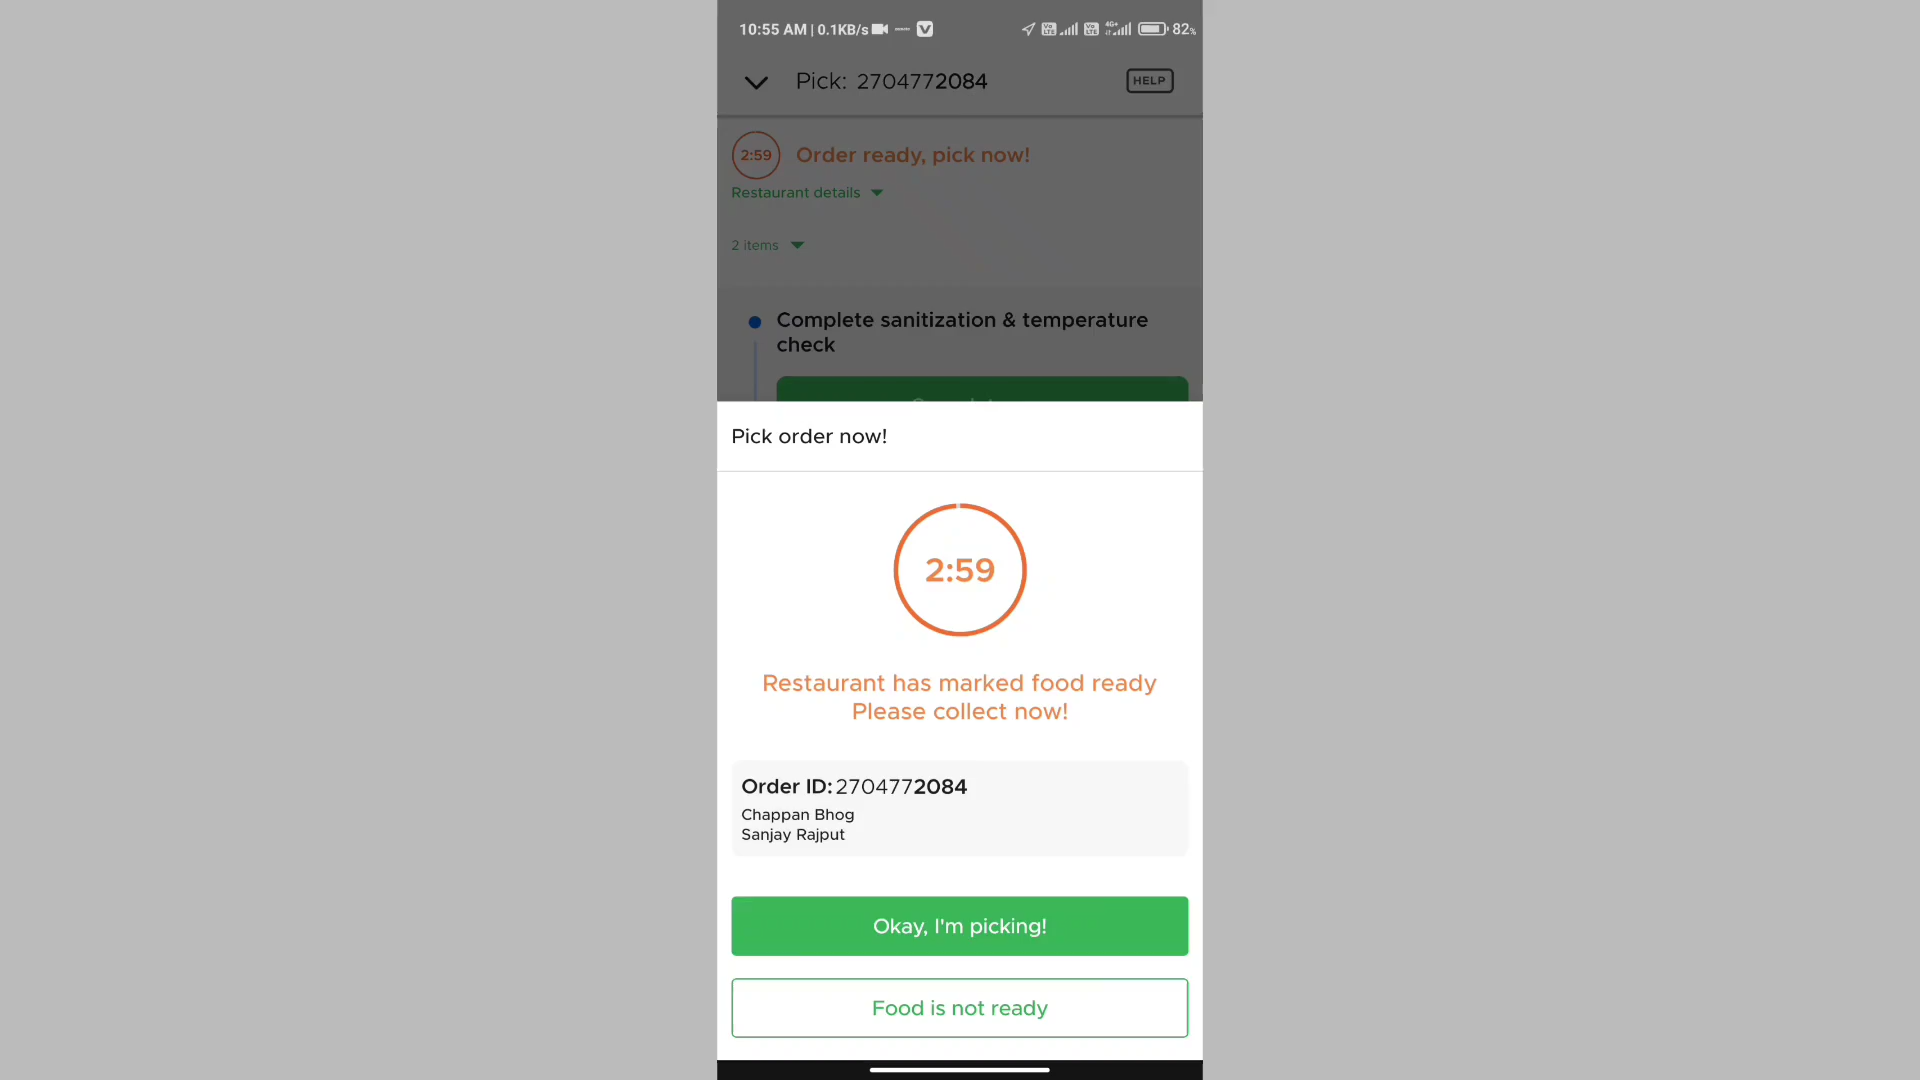 10:55 AM | 0.1KB/s 82%
Pick: 2704772084
HELP
2:59 Order ready, pick now!
Restaurant details
2 items
Complete sanitization & temperature
check
Pick order now!
2:59
Restaurant has marked food ready
Please collect now!
Order ID: 2704772084
Chappan Bhog
Sanjay Rajput
Okay, I'm picking!
Food is not ready